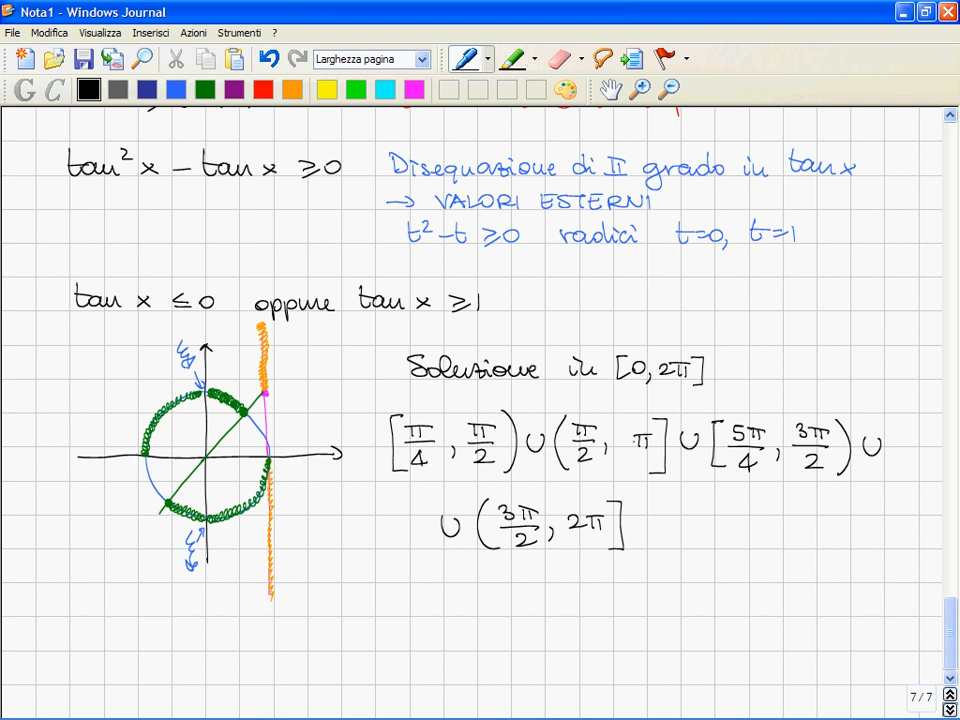 Nota1 - Windows Journal
File Modifica Visualizza Inserisci Azioni Strumenti ?
Larghezza pagina
tan² x - tan x ≥ 0 Disequazione di II grado in tan x
→ VALORI ESTERNI
t² - t ≥ 0 radici t=0, t=1
tan x ≤ 0 oppure tan x ≥ 1
Soluzione in [0, 2π]
[π/4, π/2) ∪ (π/2, π] ∪ [5π/4, 3π/2) ∪
∪ (3π/2, 2π]
7 / 7